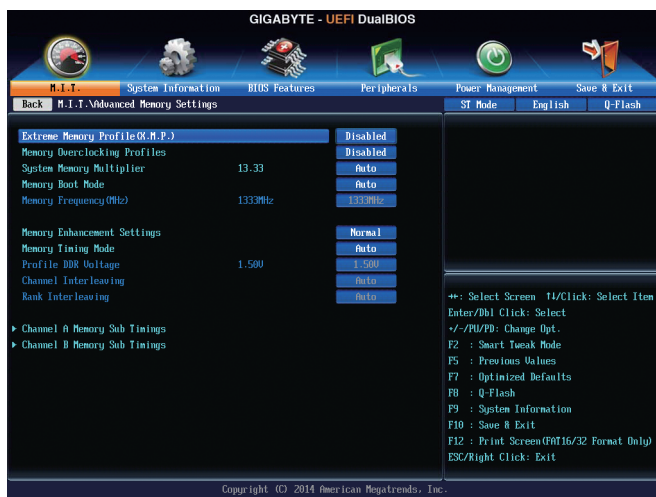 GIGABYTE - UEFI DualBIOS
M.I.T. System Information BIOS Features Peripherals Power Management Save & Exit
Back M.I.T.\Advanced Memory Settings ST Mode English Q-Flash
Extreme Memory Profile(X.M.P.) Disabled
Memory Overclocking Profiles Disabled
System Memory Multiplier 13.33 Auto
Memory Boot Mode Auto
Memory Frequency(MHz) 1333MHz 1333MHz
Memory Enhancement Settings Normal
Memory Timing Mode Auto
Profile DDR Voltage 1.50V 1.50V
Channel Interleaving Auto
Rank Interleaving Auto
Channel A Memory Sub Timings
Channel B Memory Sub Timings
→←: Select Screen ↑↓/Click: Select Item
Enter/Dbl Click: Select
+/-/PU/PD: Change Opt.
F2 : Smart Tweak Mode
F5 : Previous Values
F7 : Optimized Defaults
F8 : Q-Flash
F9 : System Information
F10 : Save & Exit
F12 : Print Screen(FAT16/32 Format Only)
ESC/Right Click: Exit
Copyright (C) 2014 American Megatrends, Inc.